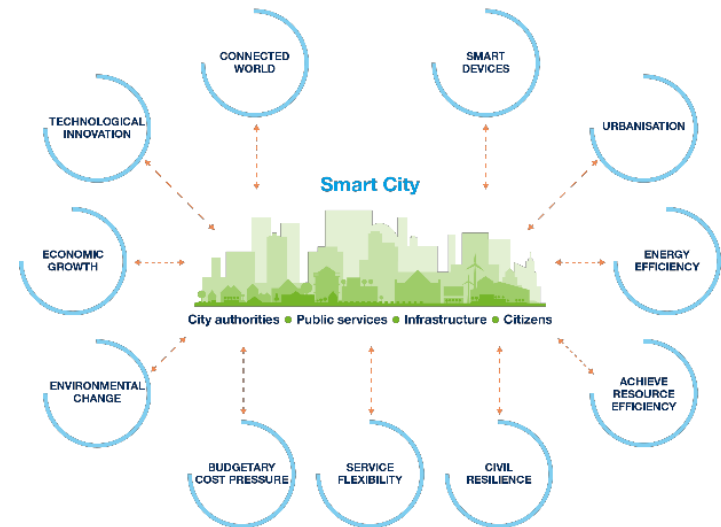 CONNECTED
WORLD
SMART
DEVICES
TECHNOLOGICAL
INNOVATION
URBANISATION
Smart City
ECONOMIC
GROWTH
ENERGY
EFFICIENCY
City authorities ● Public services ● Infrastructure ● Citizens
ENVIRONMENTAL
CHANGE
ACHIEVE
RESOURCE
EFFICIENCY
BUDGETARY
COST PRESSURE
SERVICE
FLEXIBILITY
CIVIL
RESILIENCE